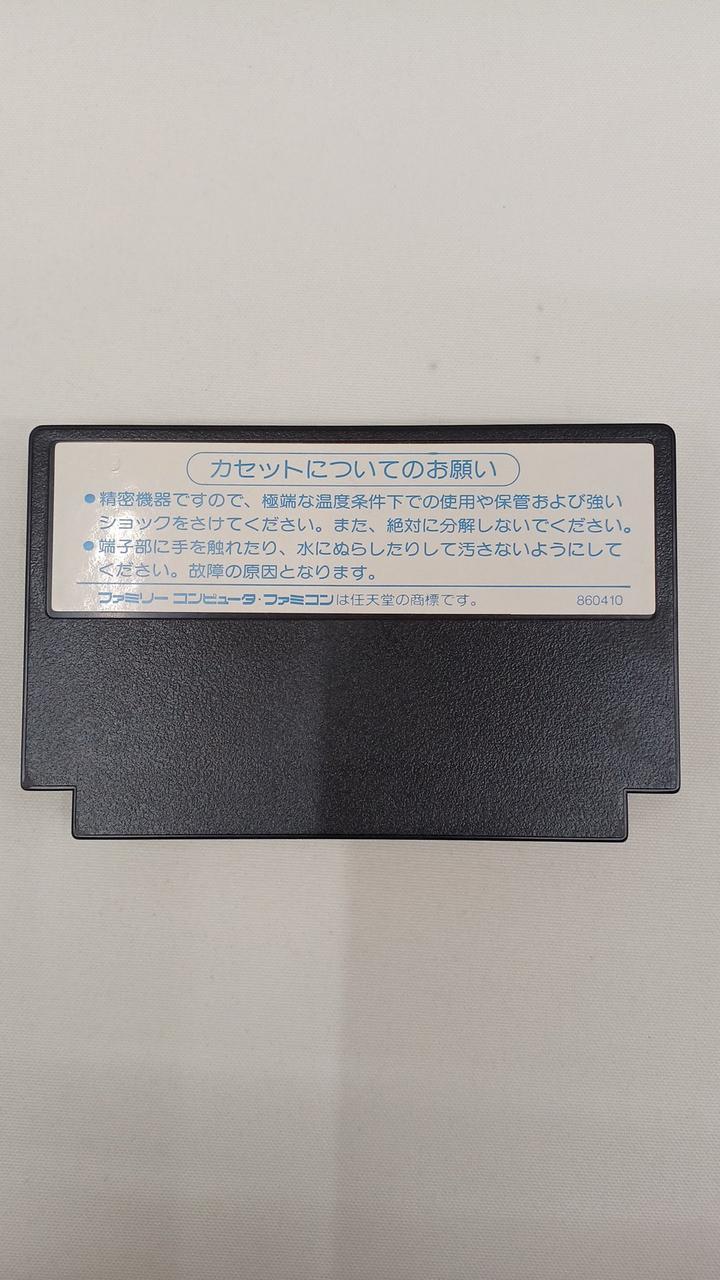 カセットについてのお願い
●精密機器ですので、極端な温度条件下での使用や保管および強い
ショックをさけてください。また、絶対に分解しないでください。
●端子部に手を触れたり、水にぬらしたりして汚さないようにして
ください。故障の原因となります。
ファミリー コンピュータ・ファミコンは任天堂の商標です。 860410